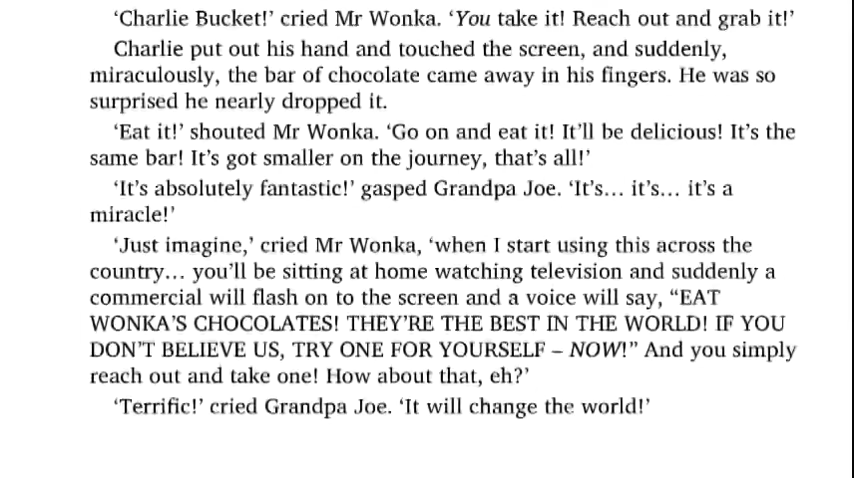 ‘Charlie Bucket!’ cried Mr Wonka. ‘You take it! Reach out and grab it!’
Charlie put out his hand and touched the screen, and suddenly,
miraculously, the bar of chocolate came away in his fingers. He was so
surprised he nearly dropped it.
‘Eat it!’ shouted Mr Wonka. ‘Go on and eat it! It’ll be delicious! It’s the
same bar! It’s got smaller on the journey, that’s all!’
‘It’s absolutely fantastic!’ gasped Grandpa Joe. ‘It’s… it’s… it’s a
miracle!’
‘Just imagine,’ cried Mr Wonka, ‘when I start using this across the
country… you’ll be sitting at home watching television and suddenly a
commercial will flash on to the screen and a voice will say, “EAT
WONKA’S CHOCOLATES! THEY’RE THE BEST IN THE WORLD! IF YOU
DON’T BELIEVE US, TRY ONE FOR YOURSELF – NOW!” And you simply
reach out and take one! How about that, eh?’
‘Terrific!’ cried Grandpa Joe. ‘It will change the world!’